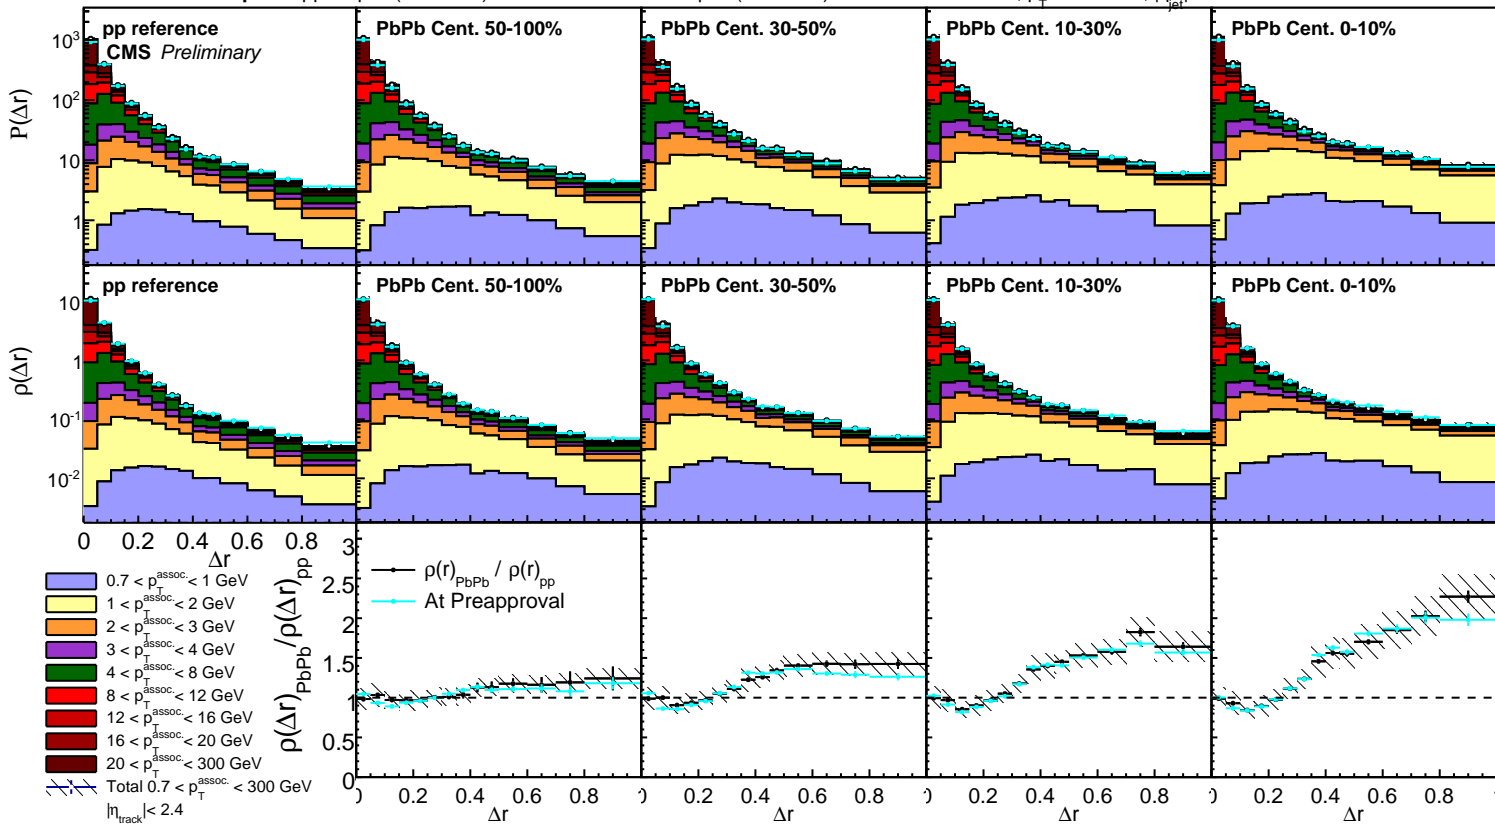 pp reference
CMS Preliminary
PbPb Cent. 50-100%
PbPb Cent. 30-50%
PbPb Cent. 10-30%
PbPb Cent. 0-10%
P(Δr)
10³
10²
10
1
pp reference
PbPb Cent. 50-100%
PbPb Cent. 30-50%
PbPb Cent. 10-30%
PbPb Cent. 0-10%
ρ(Δr)
10
1
10⁻¹
10⁻²
0 0.2 0.4 0.6 0.8
Δr
0.7 < p_T^assoc. < 1 GeV
1 < p_T^assoc. < 2 GeV
2 < p_T^assoc. < 3 GeV
3 < p_T^assoc. < 4 GeV
4 < p_T^assoc. < 8 GeV
8 < p_T^assoc. < 12 GeV
12 < p_T^assoc. < 16 GeV
16 < p_T^assoc. < 20 GeV
20 < p_T^assoc. < 300 GeV
Total 0.7 < p_T^assoc. < 300 GeV
|η_track| < 2.4
ρ(Δr)_PbPb/ρ(Δr)_pp
3
2.5
2
1.5
1
0.5
0
ρ(r)_PbPb / ρ(r)_pp
At Preapproval
0.2 0.4 0.6 0.8
Δr
0.2 0.4 0.6 0.8
Δr
0.2 0.4 0.6 0.8
Δr
0.2 0.4 0.6 0.8
Δr